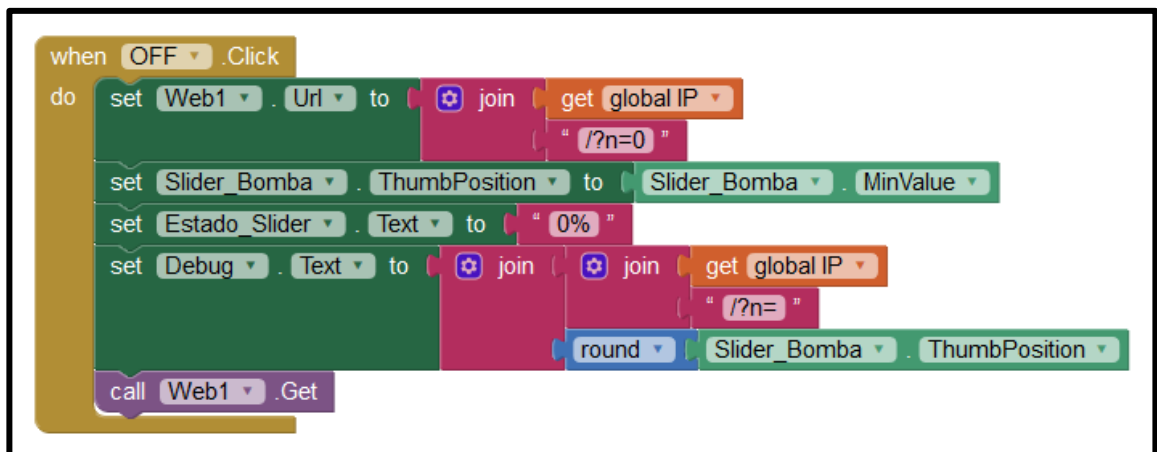 when OFF .Click
do set Web1 . Url to join get global IP
“ /?n=0 ”
set Slider_Bomba . ThumbPosition to Slider_Bomba . MinValue
set Estado_Slider . Text to “ 0% ”
set Debug . Text to join join get global IP
“ /?n= ”
round Slider_Bomba . ThumbPosition
call Web1 .Get